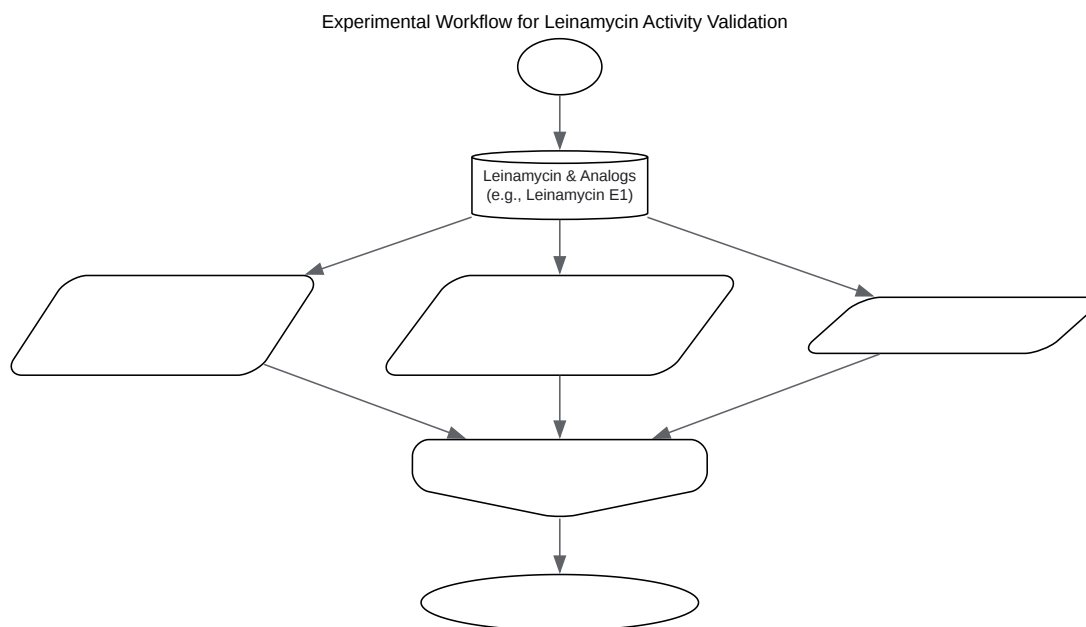 Experimental Workflow for Leinamycin Activity Validation
Leinamycin & Analogs
(e.g., Leinamycin E1)